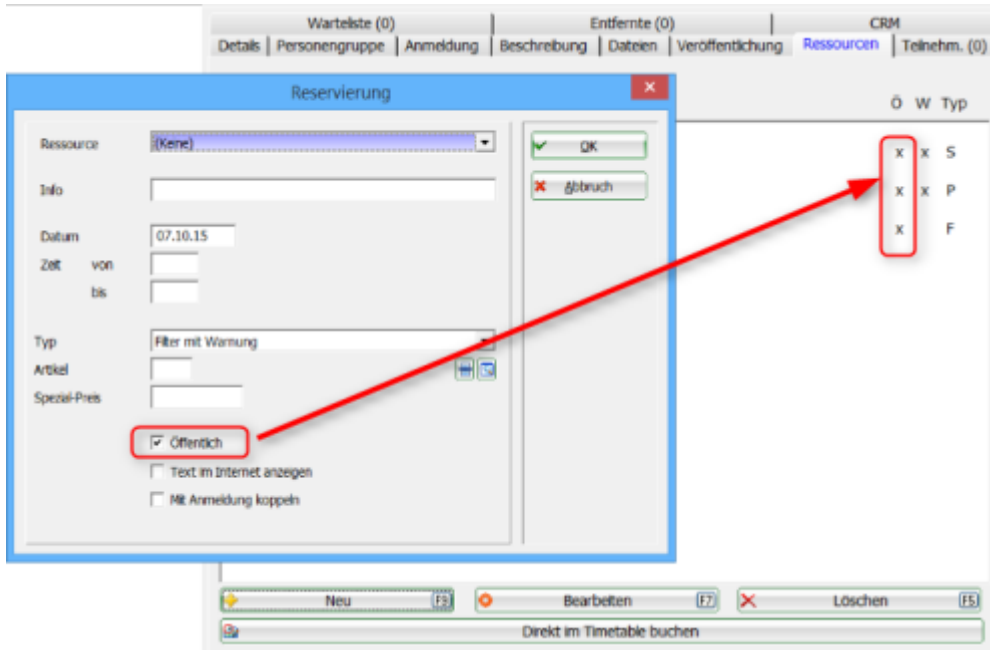 Warteliste (0) Entfernte (0) CRM
Details Personengruppe Anmeldung Beschreibung Dateien Veröffentlichung Ressourcen Teilnehm. (0)
Reservierung
Ö W Typ
Ressource (Keine) OK
x x S
Info Abbruch
x x P
Datum 07.10.15
x F
Zeit von
bis
Typ Filter mit Warnung
Artikel
Spezial-Preis
Öffentlich
Text im Internet anzeigen
Mit Anmeldung koppeln
Neu F9 Bearbeiten F7 Löschen F5
Direkt im Timetable buchen